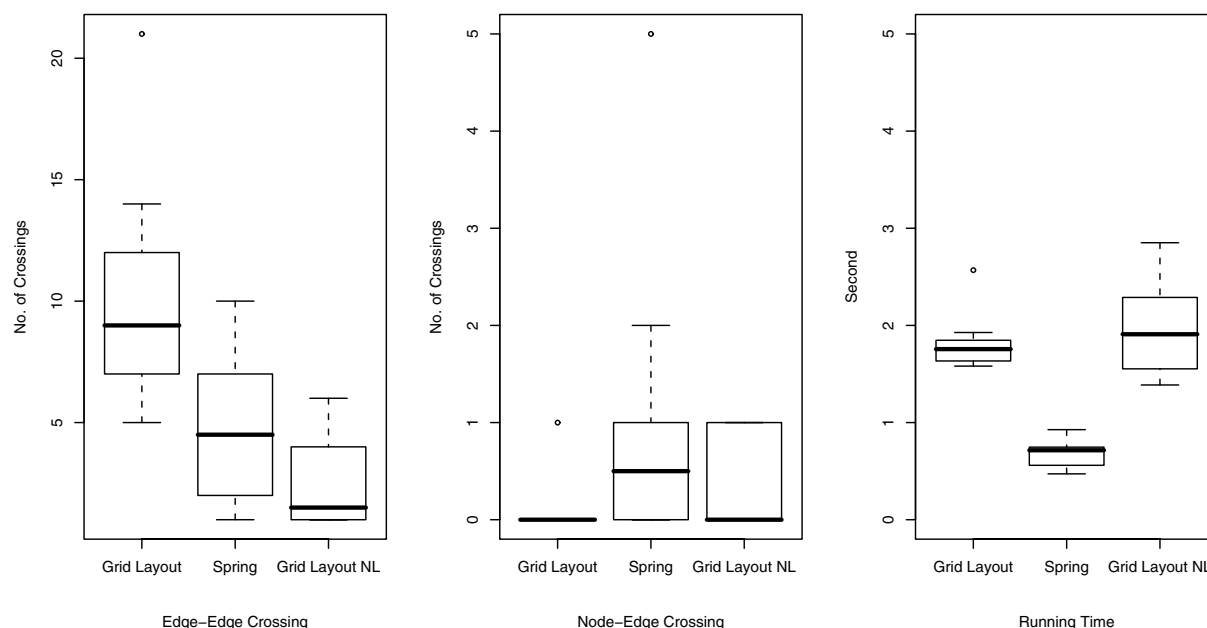 No. of Crossings
20
15
10
5
Grid Layout
Spring
Grid Layout NL
Edge–Edge Crossing
No. of Crossings
5
4
3
2
1
0
Grid Layout
Spring
Grid Layout NL
Node–Edge Crossing
Second
5
4
3
2
1
0
Grid Layout
Spring
Grid Layout NL
Running Time